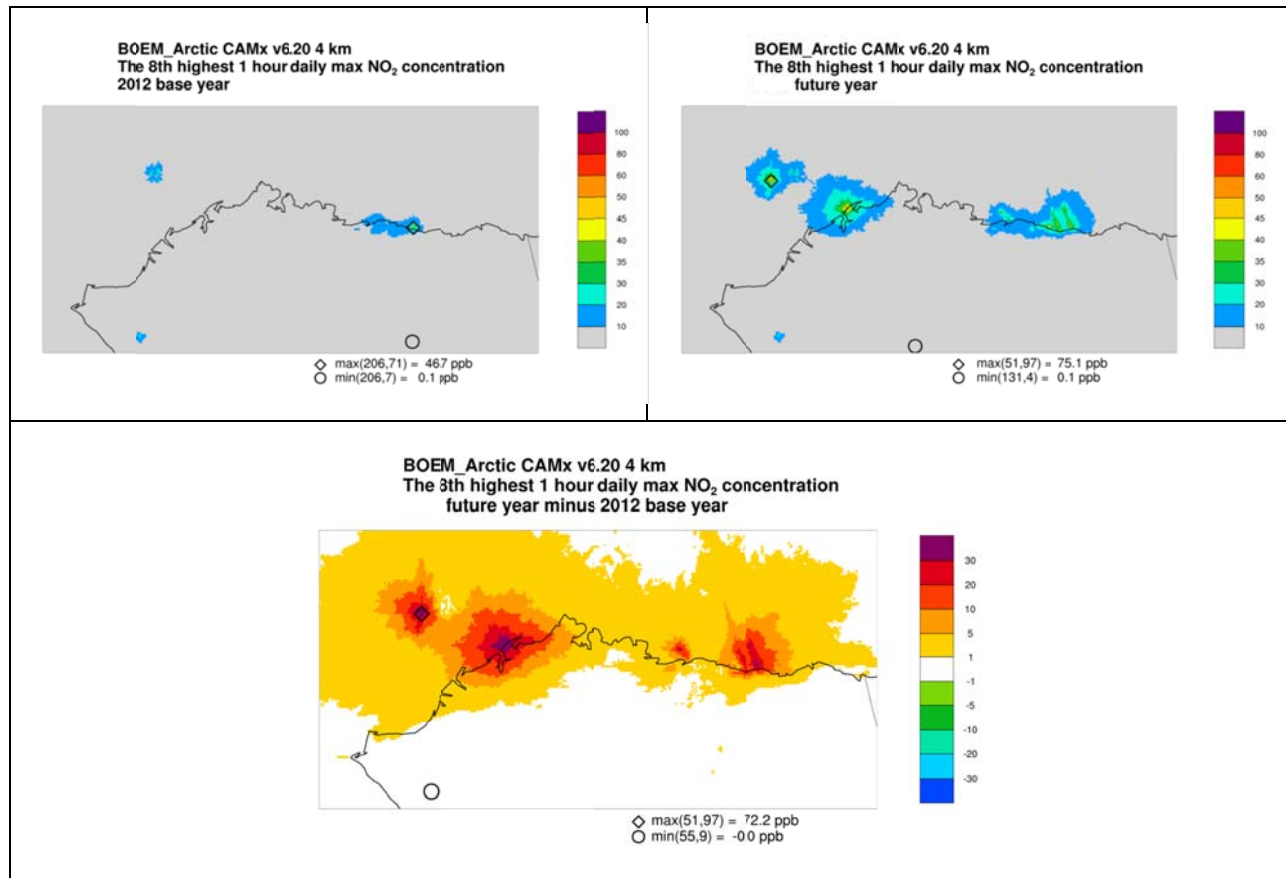 BOEM_Arctic CAMx v6.20 4 km
The 8th highest 1 hour daily max NO₂ concentration
2012 base year
100
80
60
50
45
40
35
30
20
10
max(206,71) = 467 ppb
min(206,7) = 0.1 ppb
BOEM_Arctic CAMx v6.20 4 km
The 8th highest 1 hour daily max NO₂ concentration
future year
100
80
60
50
45
40
35
30
20
10
max(51,97) = 75.1 ppb
min(131,4) = 0.1 ppb
BOEM_Arctic CAMx v6.20 4 km
The 8th highest 1 hour daily max NO₂ concentration
future year minus 2012 base year
30
20
10
5
1
-1
-5
-10
-20
-30
max(51,97) = 72.2 ppb
min(55,9) = -00 ppb